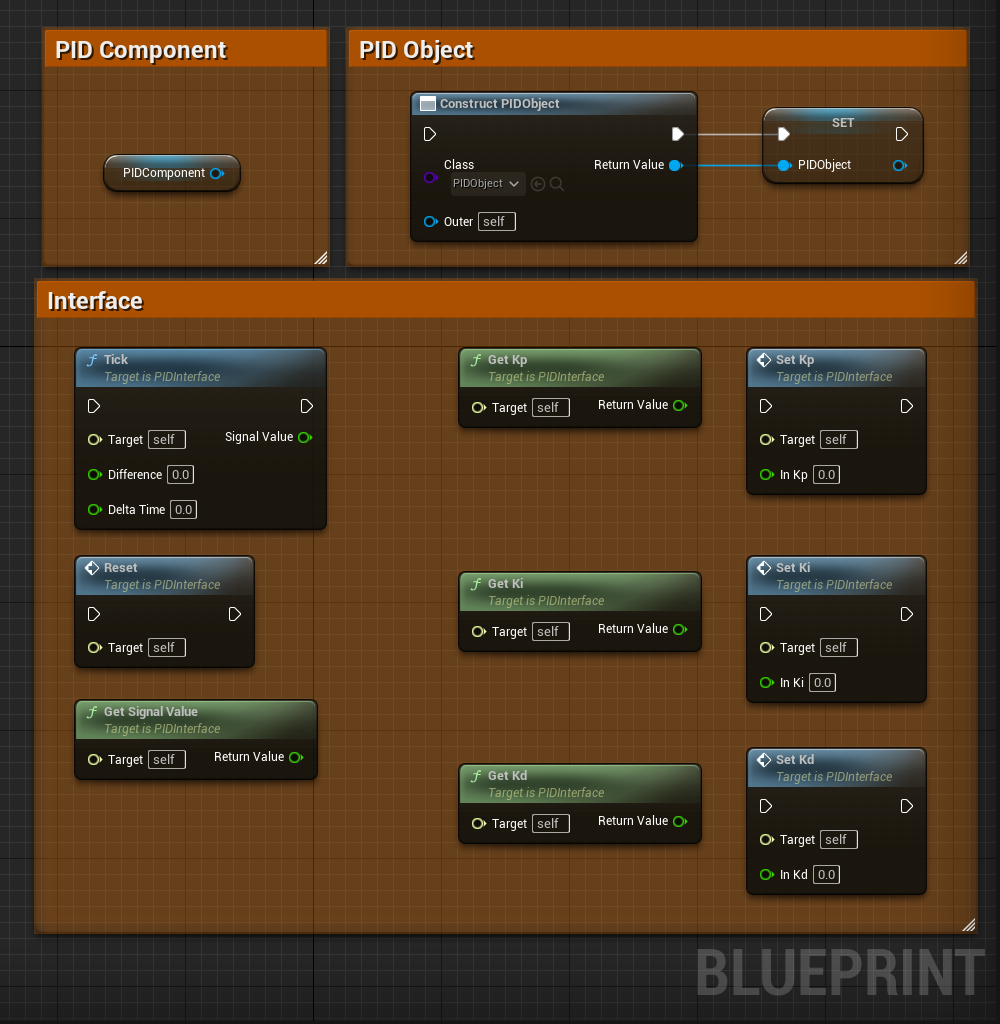 PID Component
PIDComponent
PID Object
Construct PIDObject
Class
PIDObject
Return Value
Outer self
SET
PIDObject
Interface
Tick
Target is PIDInterface
Target self
Signal Value
Difference 0.0
Delta Time 0.0
Reset
Target is PIDInterface
Target self
Get Signal Value
Target is PIDInterface
Target self
Return Value
Get Kp
Target is PIDInterface
Target self
Return Value
Get Ki
Target is PIDInterface
Target self
Return Value
Get Kd
Target is PIDInterface
Target self
Return Value
Set Kp
Target is PIDInterface
Target self
In Kp 0.0
Set Ki
Target is PIDInterface
Target self
In Ki 0.0
Set Kd
Target is PIDInterface
Target self
In Kd 0.0
BLUEPRINT